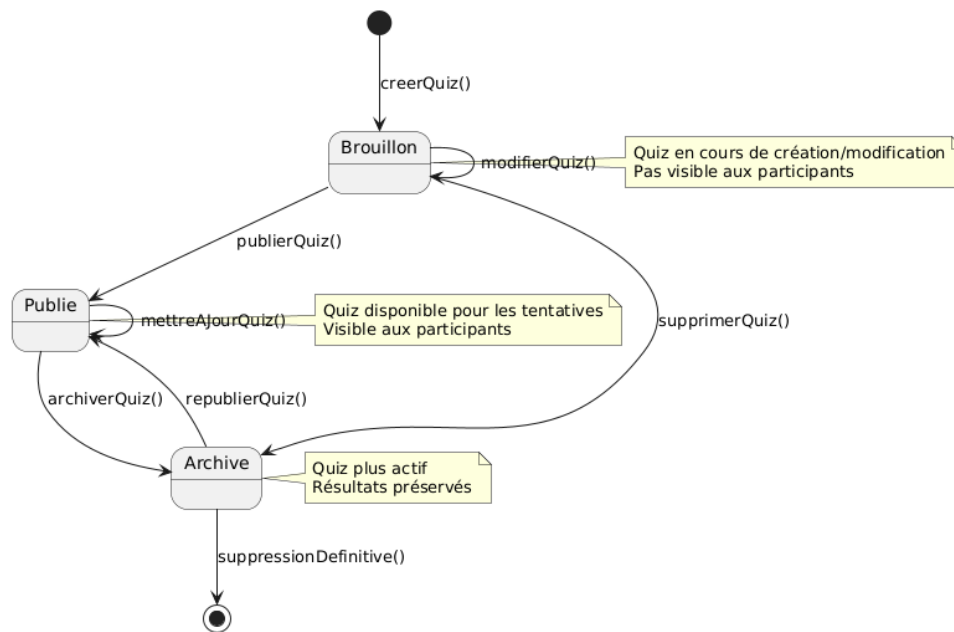 creerQuiz()
Brouillon
modifierQuiz()
Quiz en cours de création/modification
Pas visible aux participants
publierQuiz()
Publie
mettreAJourQuiz()
Quiz disponible pour les tentatives
Visible aux participants
supprimerQuiz()
archiverQuiz()
republierQuiz()
Archive
Quiz plus actif
Résultats préservés
suppressionDefinitive()